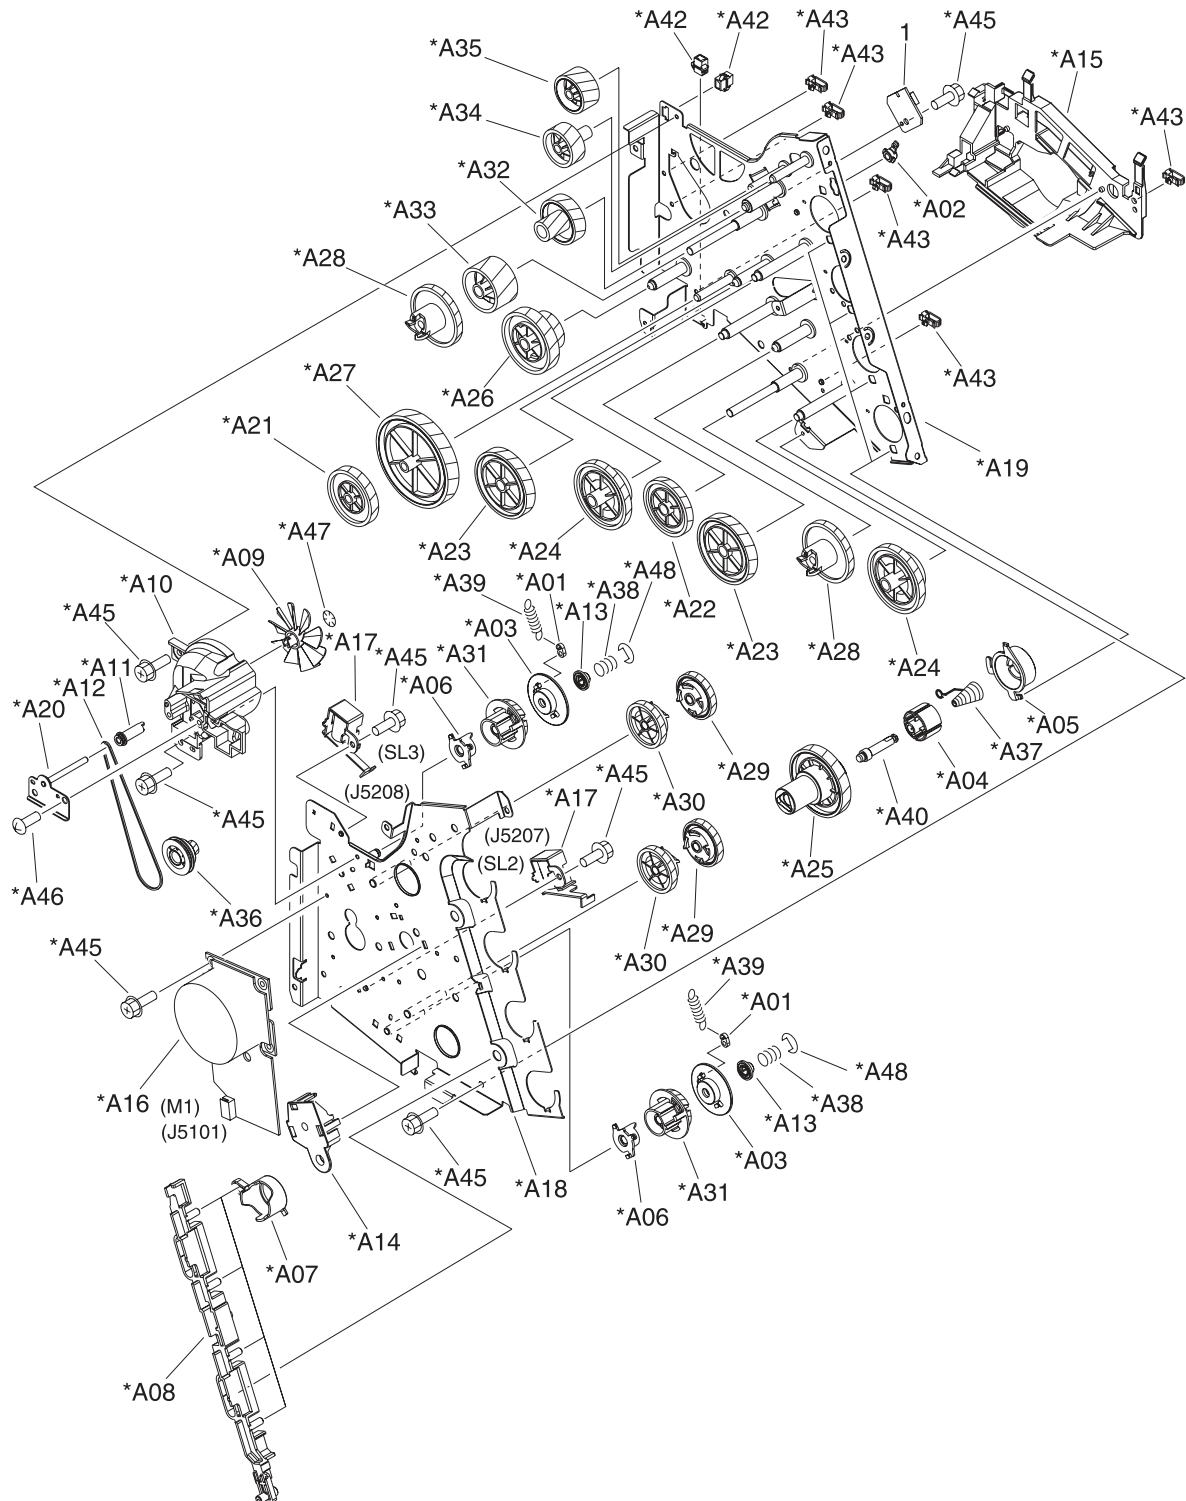 *A42
*A42
*A43
1
*A45
*A35
*A43
*A15
*A34
*A43
*A32
*A02
*A33
*A43
*A28
*A27
*A26
*A43
*A21
*A19
*A47
*A23
*A24
*A09
*A48
*A01
*A39
*A38
*A10
*A22
*A13
*A45
*A03
*A23
*A28
*A17
*A31
*A24
*A11
*A45
*A12
*A06
*A20
*A05
(SL3)
*A37
*A29
*A04
*A45
(J5208)
*A17
*A30
*A40
*A45
(J5207)
(SL2)
*A25
*A46
*A36
*A29
*A45
*A30
*A39
*A01
*A48
*A16
(M1)
(J5101)
*A38
*A13
*A03
*A45
*A18
*A31
*A06
*A14
*A07
*A08